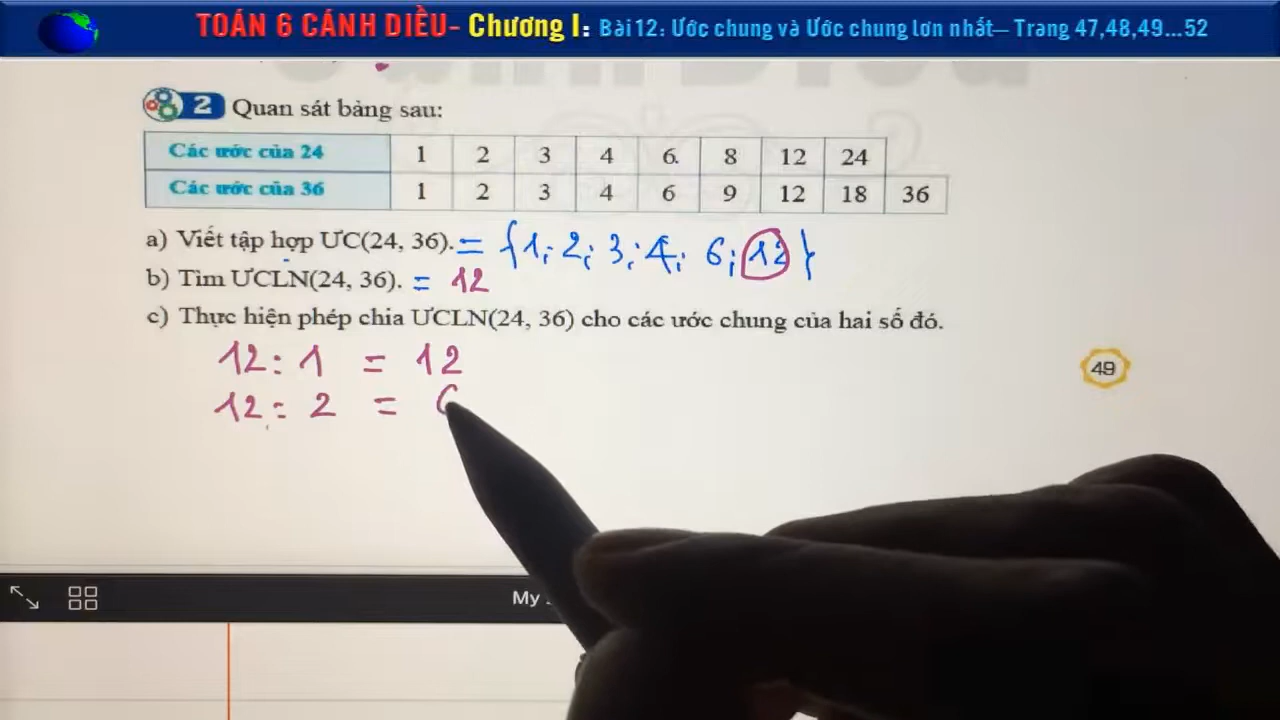 TOÁN 6 CÁNH DIỀU- Chương I: Bài 12: Ước chung và Ước chung lơn nhất– Trang 47,48,49...52
2 Quan sát bảng sau:
Các ước của 24 1 2 3 4 6. 8 12 24
Các ước của 36 1 2 3 4 6 9 12 18 36
a) Viết tập hợp ƯC(24, 36). = {1; 2; 3; 4; 6; 12}
b) Tìm ƯCLN(24, 36). = 12
c) Thực hiện phép chia ƯCLN(24, 36) cho các ước chung của hai số đó.
12 : 1 = 12
49
12 : 2 = 6
My